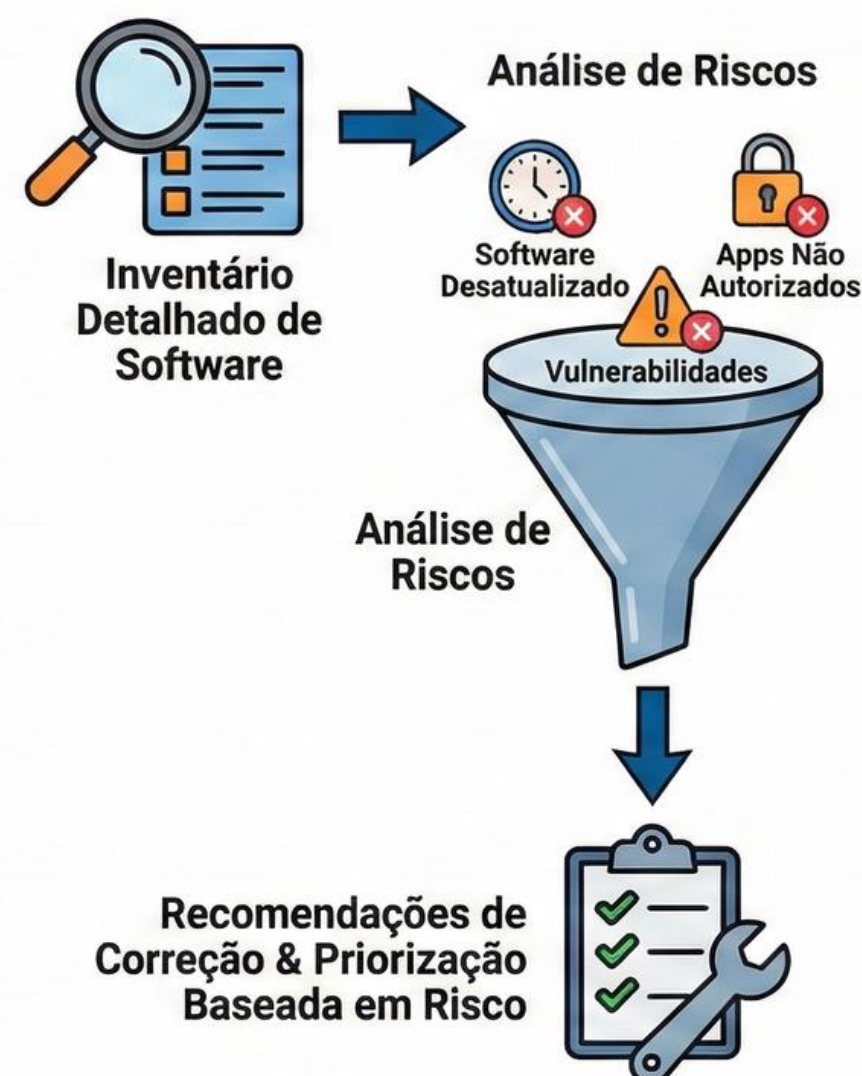 Análise de Riscos
Inventário
Detalhado de
Software
Software
Desatualizado
Apps Não
Autorizados
Vulnerabilidades
Análise de
Riscos
Recomendações de
Correção & Priorização
Baseada em Risco